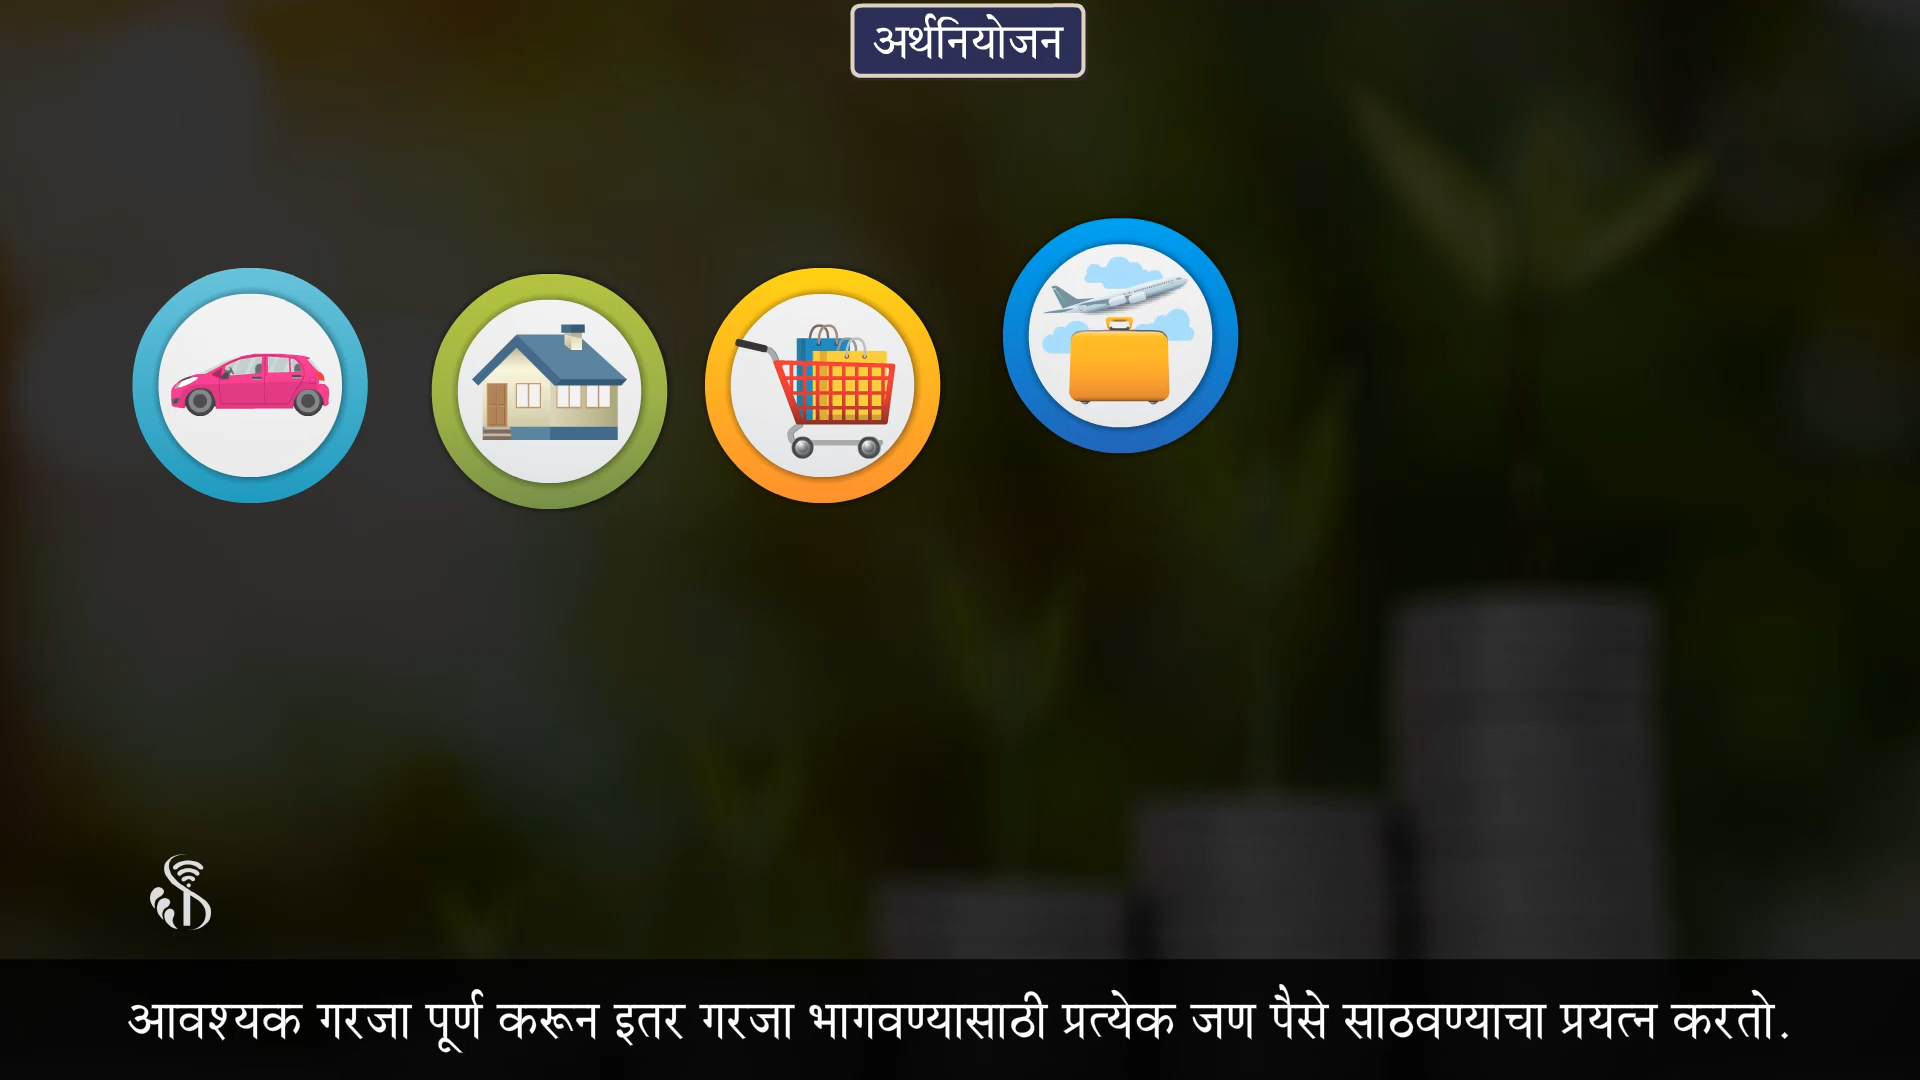 अर्थनियोजन
आवश्यक गरजा पूर्ण करून इतर गरजा भागवण्यासाठी प्रत्येक जण पैसे साठवण्याचा प्रयत्न करतो.